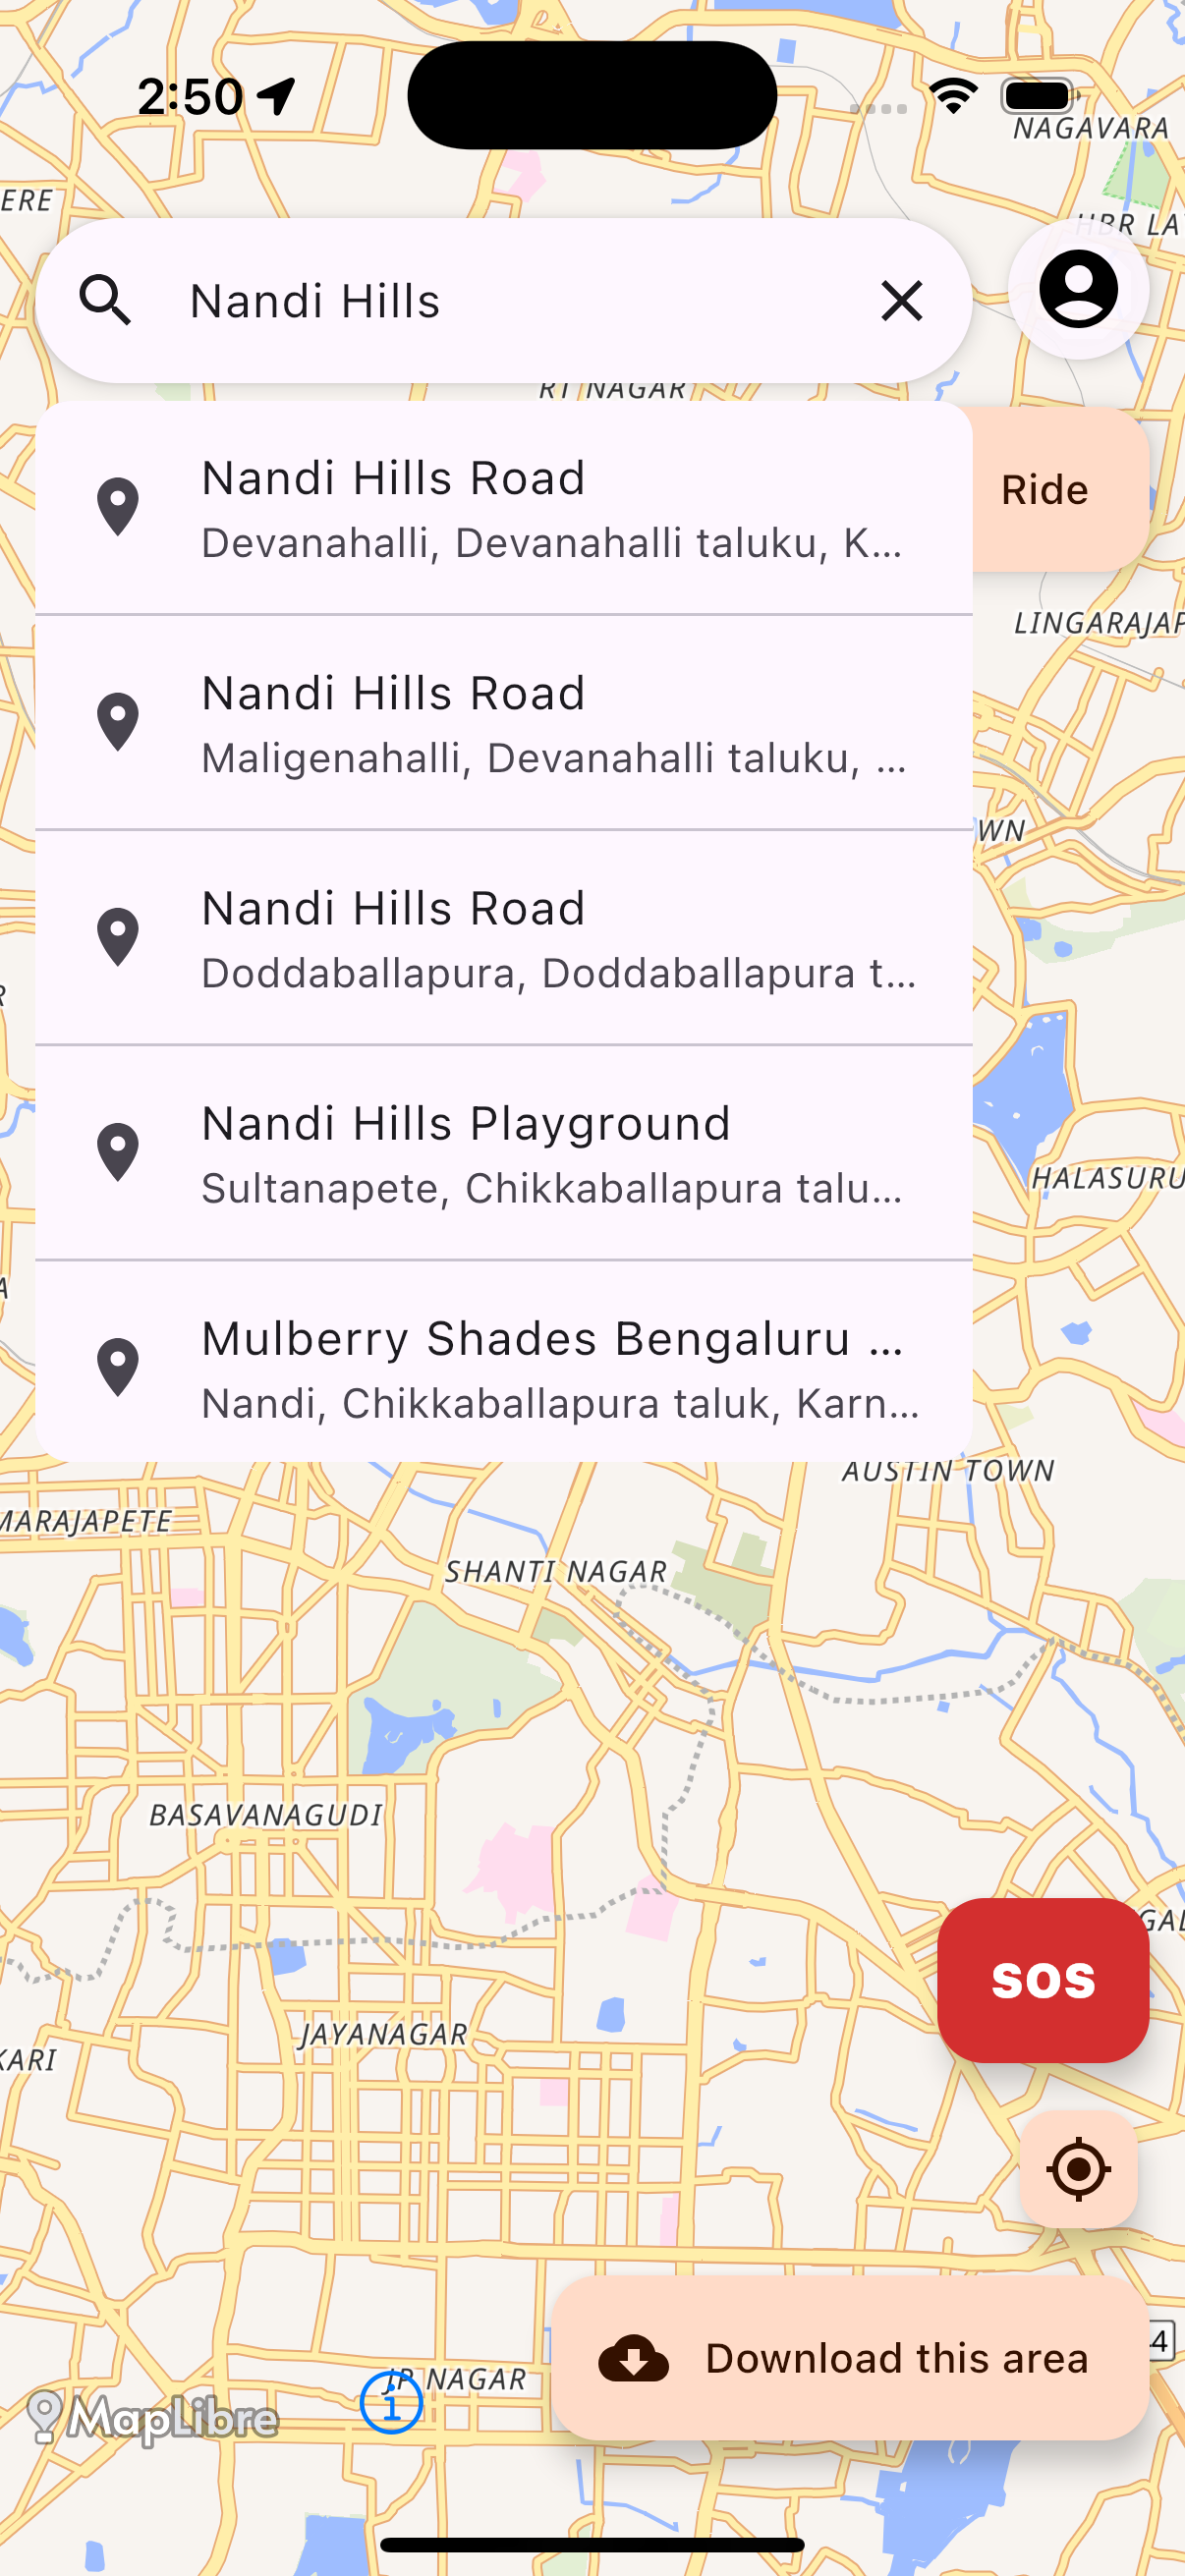 2:50
NAGAVARA
ERE
HBR LA
Nandi Hills
RT NAGAR
Nandi Hills Road
Devanahalli, Devanahalli taluku, K...
Ride
LINGARAJAP
Nandi Hills Road
Maligenahalli, Devanahalli taluku, ...
WN
Nandi Hills Road
Doddaballapura, Doddaballapura t...
Nandi Hills Playground
Sultanapete, Chikkaballapura talu...
HALASURU
Mulberry Shades Bengaluru ...
Nandi, Chikkaballapura taluk, Karn...
AUSTIN TOWN
MARAJAPETE
SHANTI NAGAR
BASAVANAGUDI
GAL
SOS
JAYANAGAR
KARI
Download this area
4
JP NAGAR
MapLibre